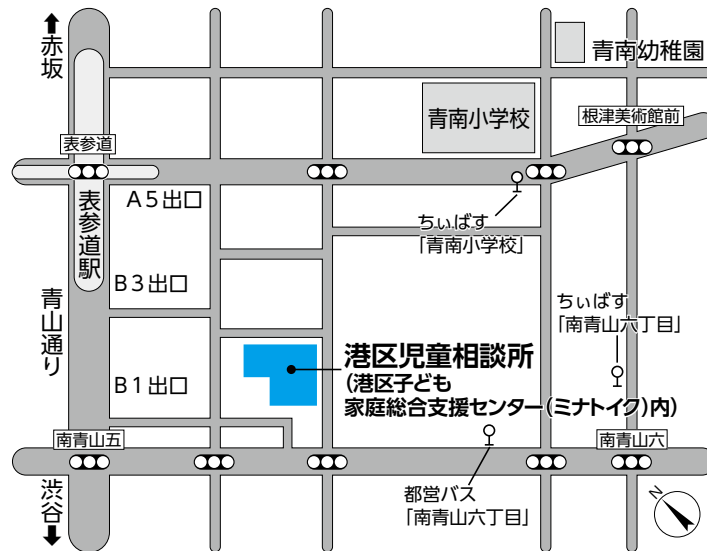 赤坂
青南幼稚園
青南小学校
根津美術館前
表参道
A5出口
表参道駅
ちぃばす
「青南小学校」
B3出口
青山通り
ちぃばす
「南青山六丁目」
港区児童相談所
(港区子ども
家庭総合支援センター(ミナトイク)内)
B1出口
南青山五
南青山六
渋谷
都営バス
「南青山六丁目」
N